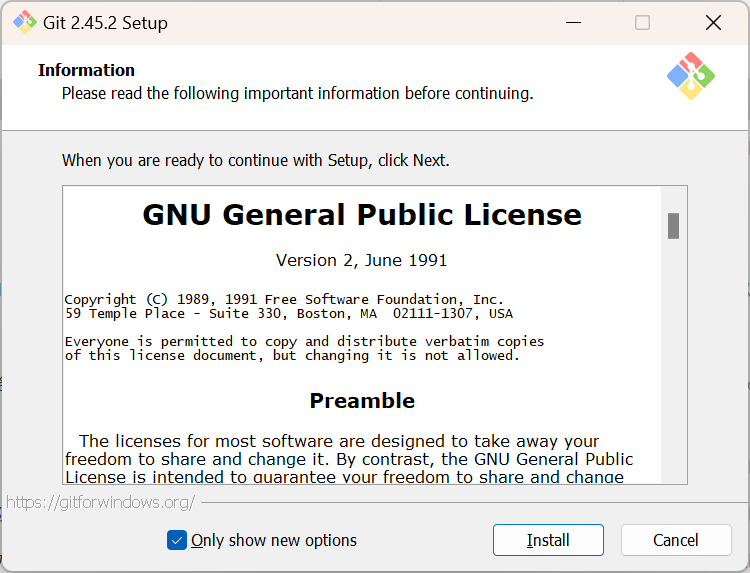 Git 2.45.2 Setup
Information
Please read the following important information before continuing.
When you are ready to continue with Setup, click Next.
GNU General Public License
Version 2, June 1991
Copyright (C) 1989, 1991 Free Software Foundation, Inc.
59 Temple Place - Suite 330, Boston, MA  02111-1307, USA
Everyone is permitted to copy and distribute verbatim copies
of this license document, but changing it is not allowed.
Preamble
The licenses for most software are designed to take away your
freedom to share and change it. By contrast, the GNU General Public
License is intended to guarantee your freedom to share and change
https://gitforwindows.org/
Only show new options
Install
Cancel